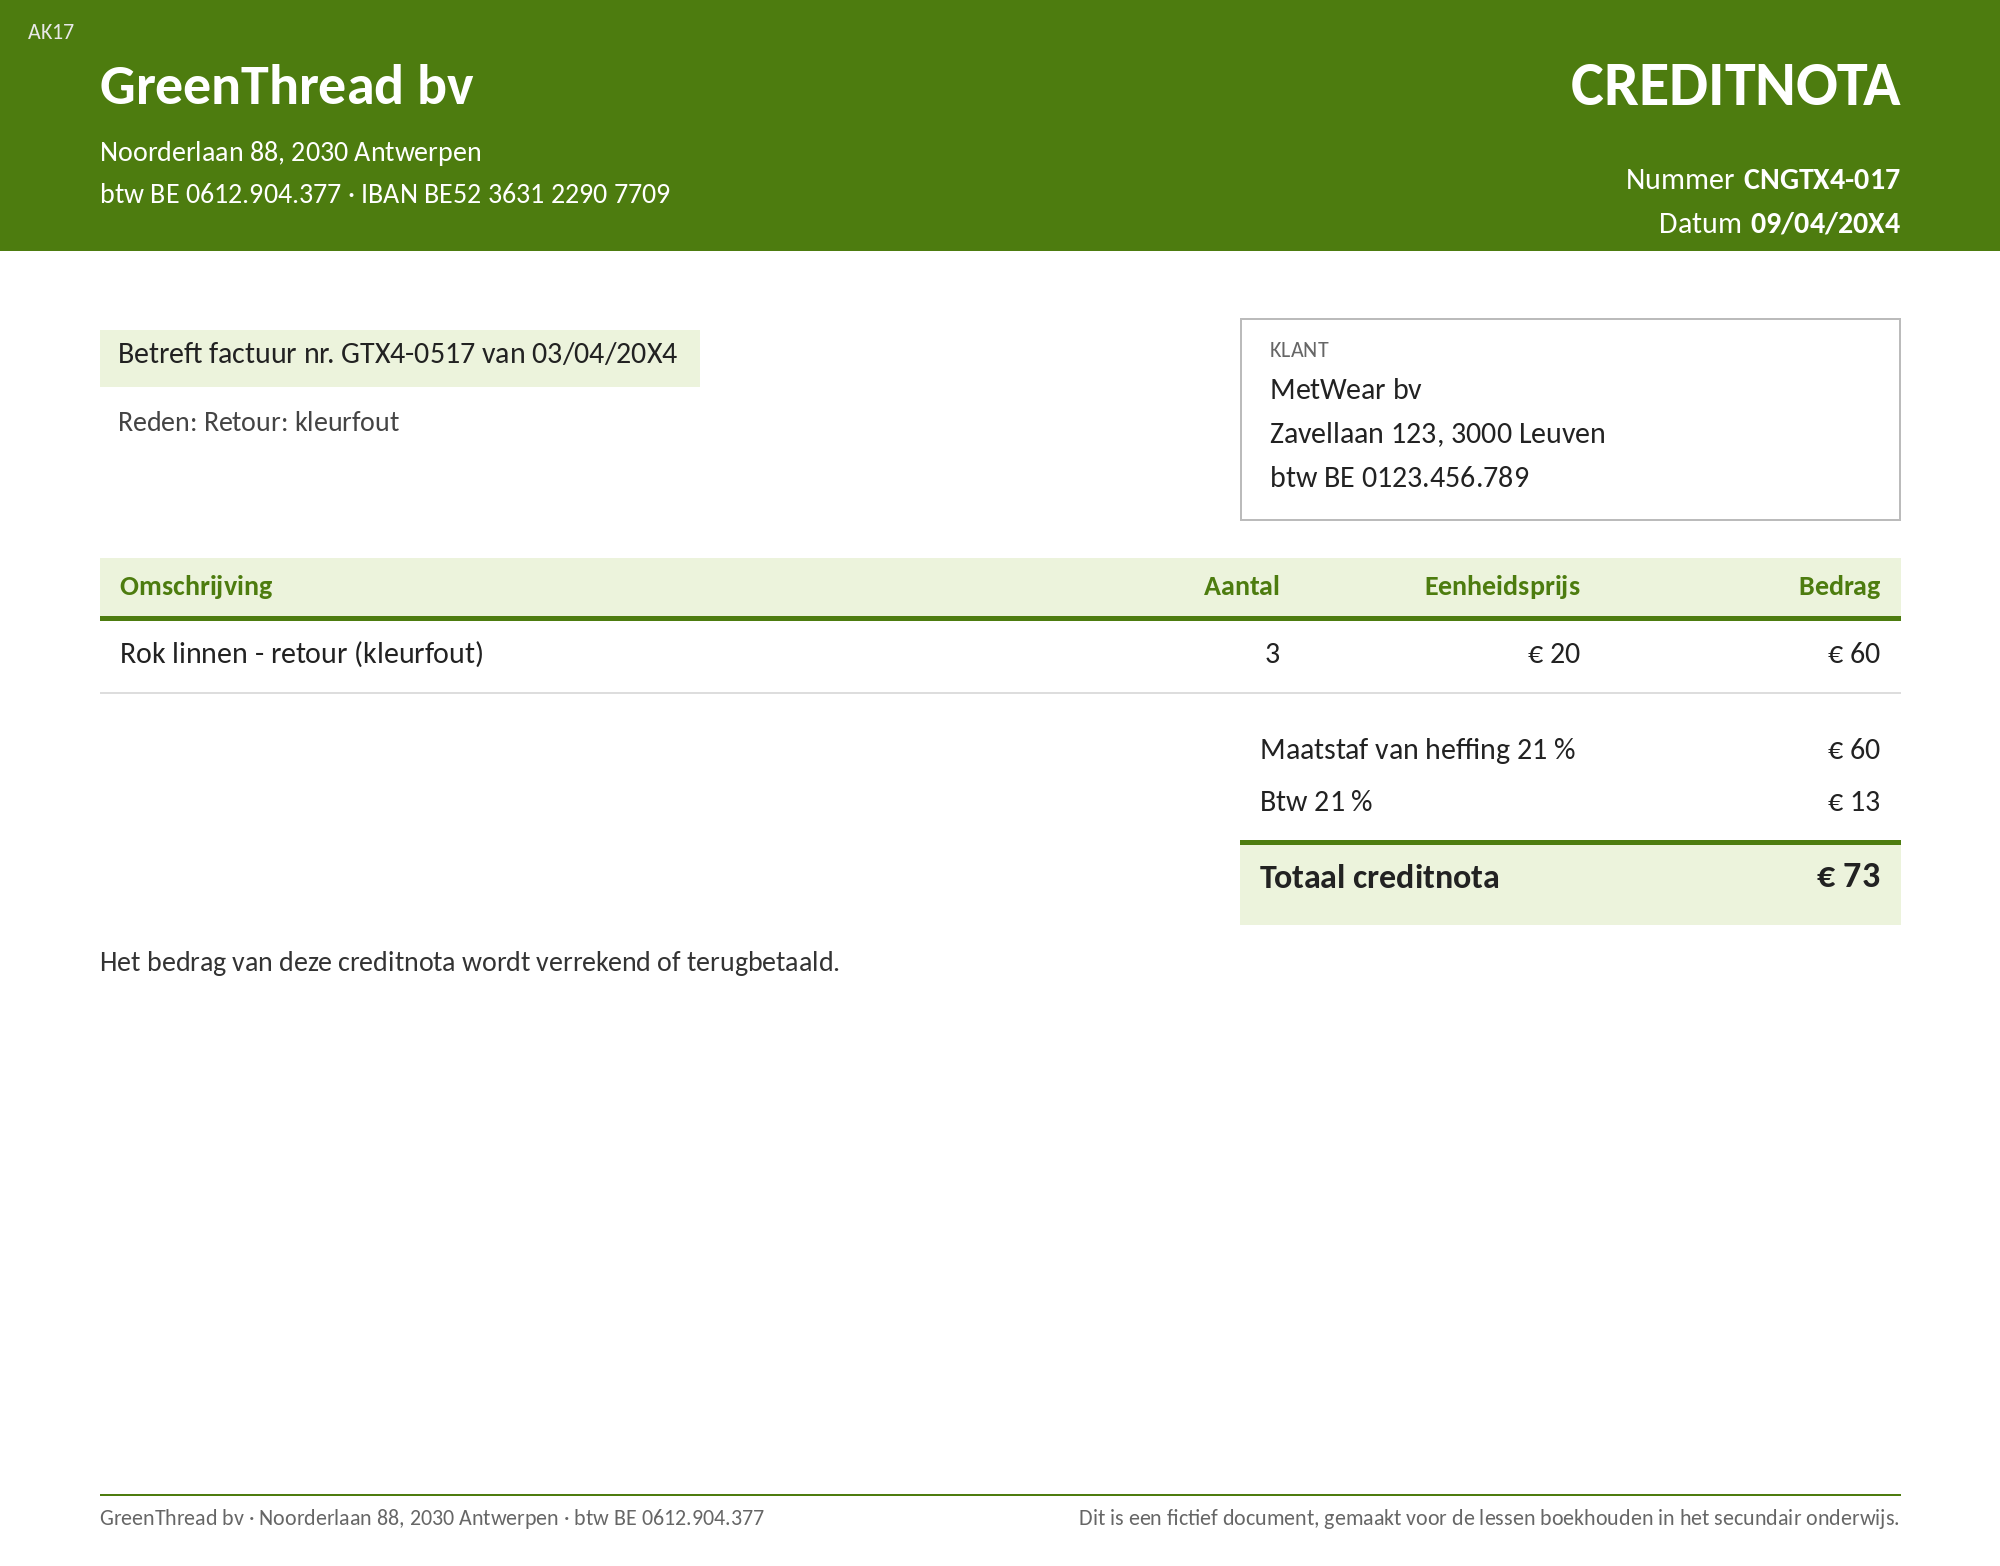 AK17
GreenThread bv
CREDITNOTA
Noorderlaan 88, 2030 Antwerpen
btw BE 0612.904.377 · IBAN BE52 3631 2290 7709
Nummer CNGTX4-017
Datum 09/04/20X4
Betreft factuur nr. GTX4-0517 van 03/04/20X4
Reden: Retour: kleurfout
KLANT
MetWear bv
Zavellaan 123, 3000 Leuven
btw BE 0123.456.789
Omschrijving Aantal Eenheidsprijs Bedrag
Rok linnen - retour (kleurfout) 3 € 20 € 60
Maatstaf van heffing 21 % € 60
Btw 21 % € 13
Totaal creditnota € 73
Het bedrag van deze creditnota wordt verrekend of terugbetaald.
GreenThread bv · Noorderlaan 88, 2030 Antwerpen · btw BE 0612.904.377
Dit is een fictief document, gemaakt voor de lessen boekhouden in het secundair onderwijs.